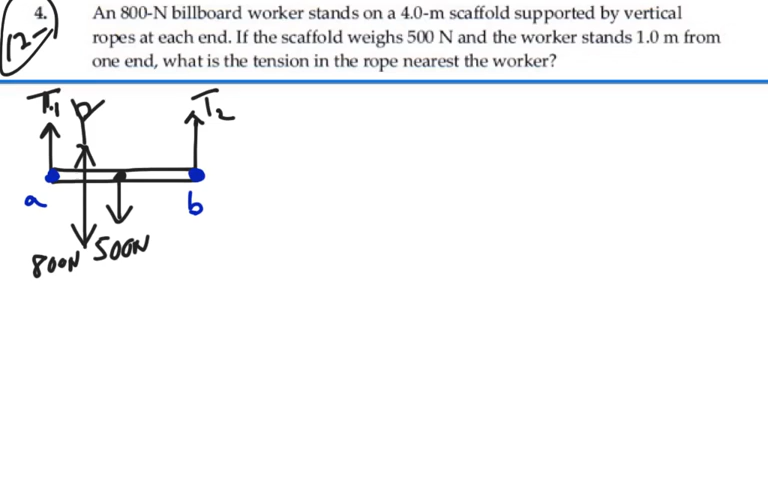 4. An 800-N billboard worker stands on a 4.0-m scaffold supported by vertical
12- ropes at each end. If the scaffold weighs 500 N and the worker stands 1.0 m from
one end, what is the tension in the rope nearest the worker?
T1 T2
a b
800N 500N